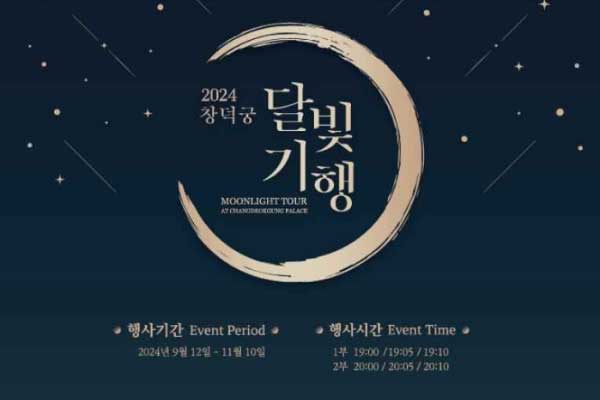 2024
창덕궁
달빛
기행
MOONLIGHT TOUR
AT CHANGDEOKGUNG PALACE
행사기간 Event Period
2024년 9월 12일 - 11월 10일
행사시간 Event Time
1부 19:00 / 19:05 / 19:10
2부 20:00 / 20:05 / 20:10